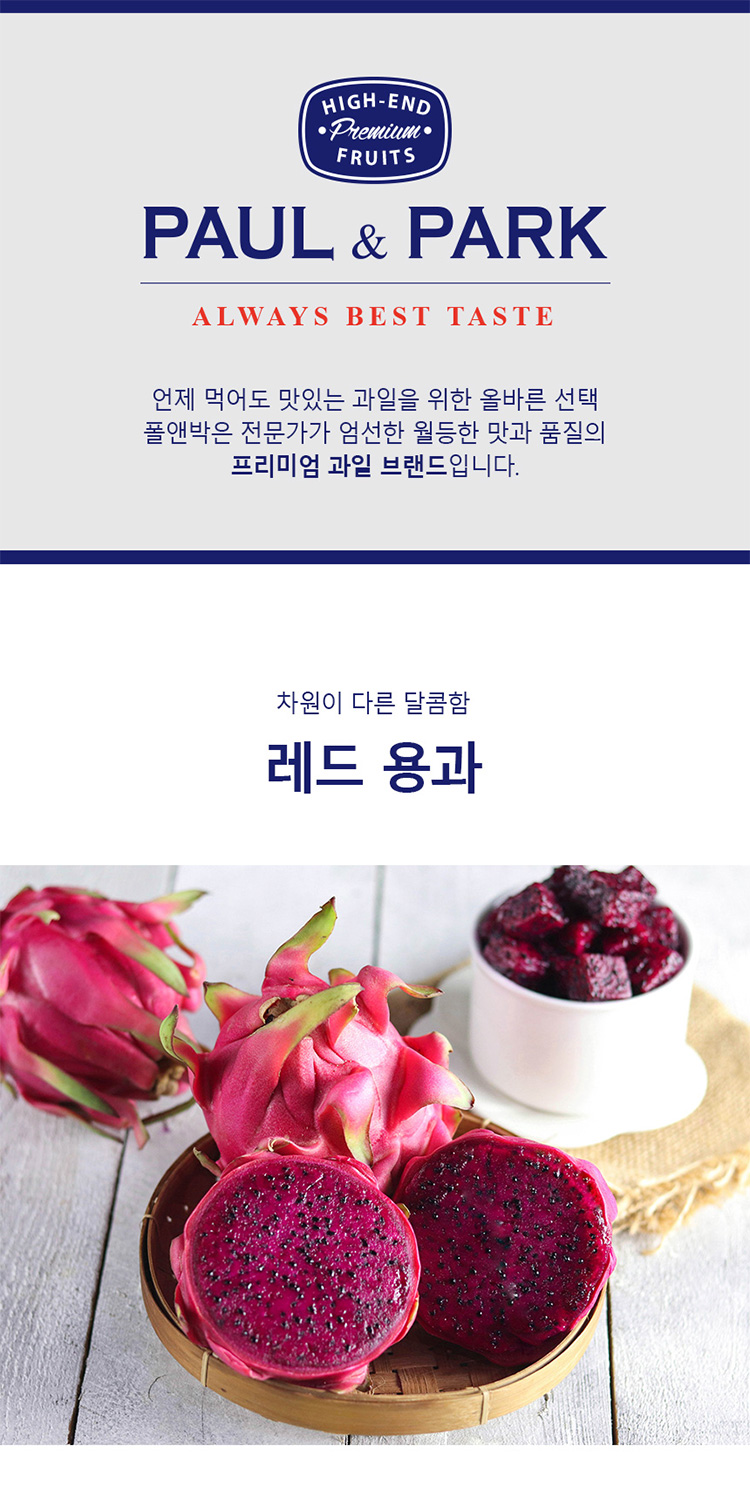 HIGH-END
Premium
FRUITS
PAUL & PARK
ALWAYS BEST TASTE
언제 먹어도 맛있는 과일을 위한 올바른 선택
폴앤박은 전문가가 엄선한 월등한 맛과 품질의
프리미엄 과일 브랜드입니다.
차원이 다른 달콤함
레드 용과